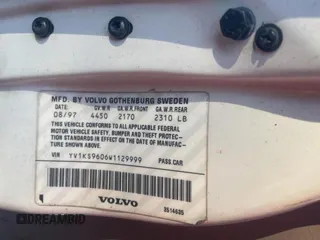 MFD. BY VOLVO GOTHENBURG SWEDEN
DATE: G.V.W.R GA.W.R.FRONT GA.W.R.REAR
08/97 4450 2170 2310 LB
THIS VEHICLE CONFORMS TO ALL APPLICABLE FEDERAL
MOTOR VEHICLE SAFETY, BUMPER AND THEFT PREVEN-
TION STANDARDS IN EFFECT ON THE DATE OF MANUFAC-
TURE SHOWN ABOVE.
VIN YV1KS9606W1129999 PASS.CAR
VOLVO
3514685
DREAMBID